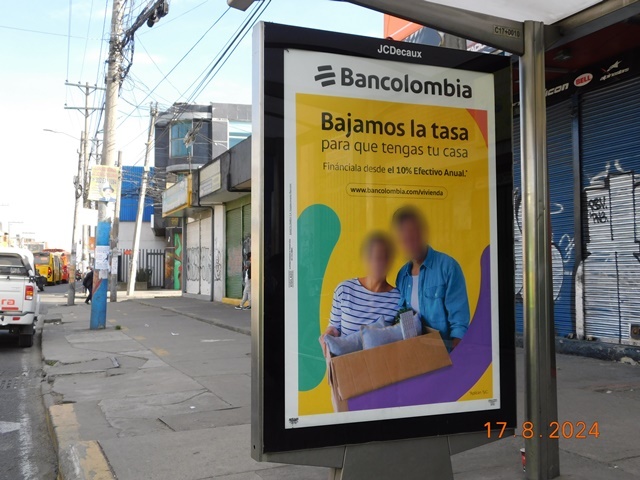 JCDecaux
Bancolombia
Bajamos la tasa
para que tengas tu casa
Finánciala desde el 10% Efectivo Anual.*
www.bancolombia.com/vivienda
BELL
17 8 2024